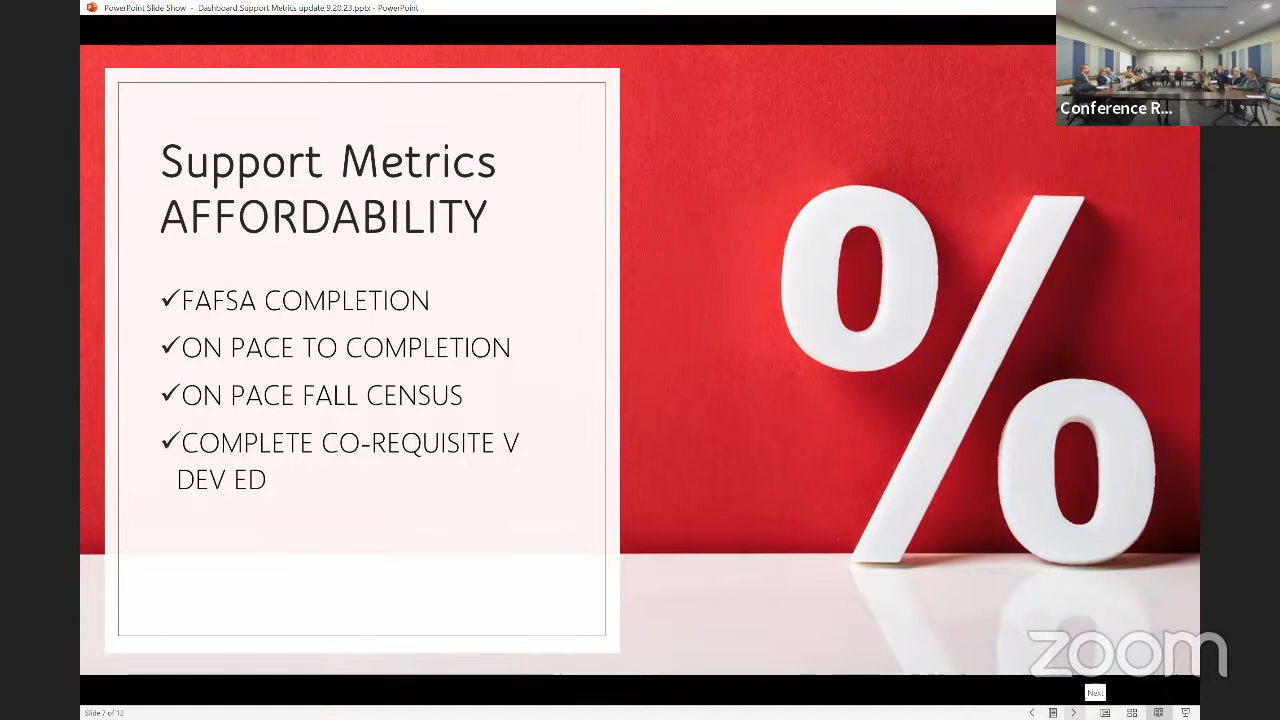 PowerPoint Slide Show - Dashboard Support Metrics update 9.20.23.pptx - PowerPoint
Conference R...
Support Metrics
AFFORDABILITY
✓FAFSA COMPLETION
✓ON PACE TO COMPLETION
✓ON PACE FALL CENSUS
✓COMPLETE CO-REQUISITE V
DEV ED
%
zoom
Next
Slide 7 of 12